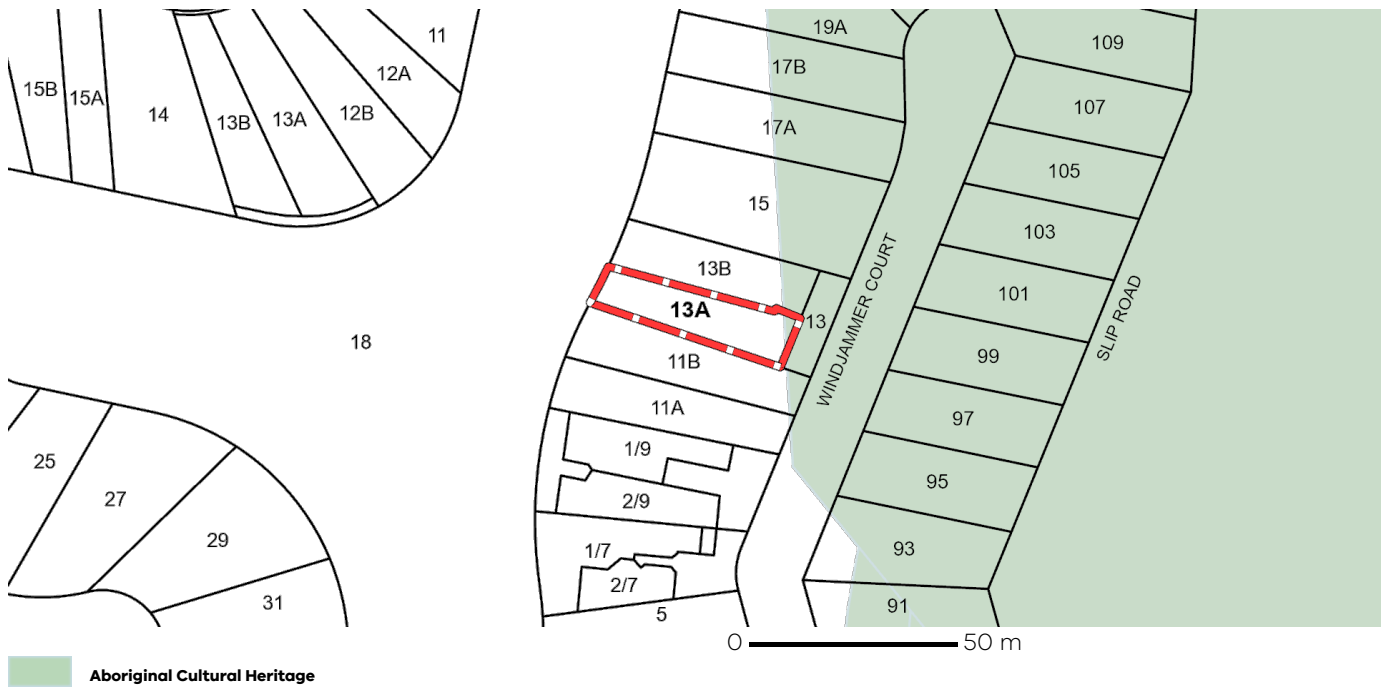 11
19A
109
12A
17B
15B
15A
14
13B
13A
12B
107
17A
105
15
103
13B
101
13A
13
WINDJAMMER COURT
SLIP ROAD
18
99
11B
11A
97
1/9
25
27
95
2/9
29
1/7
93
2/7
31
91
5
0 50 m
Aboriginal Cultural Heritage